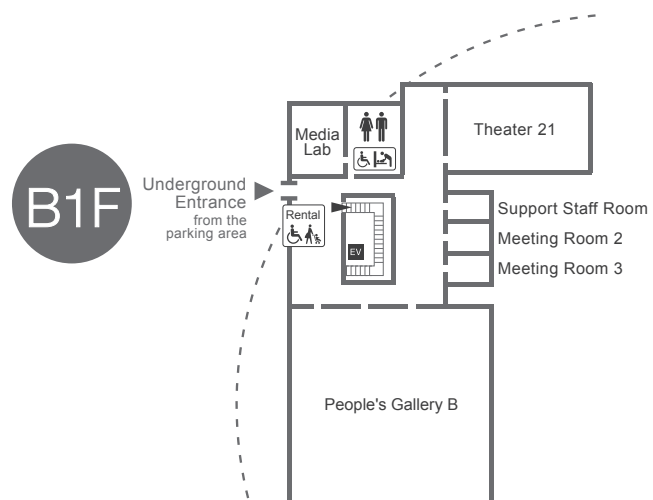 B1F
Underground
Entrance
from the
parking area
Media
Lab
Theater 21
Rental
EV
Support Staff Room
Meeting Room 2
Meeting Room 3
People's Gallery B